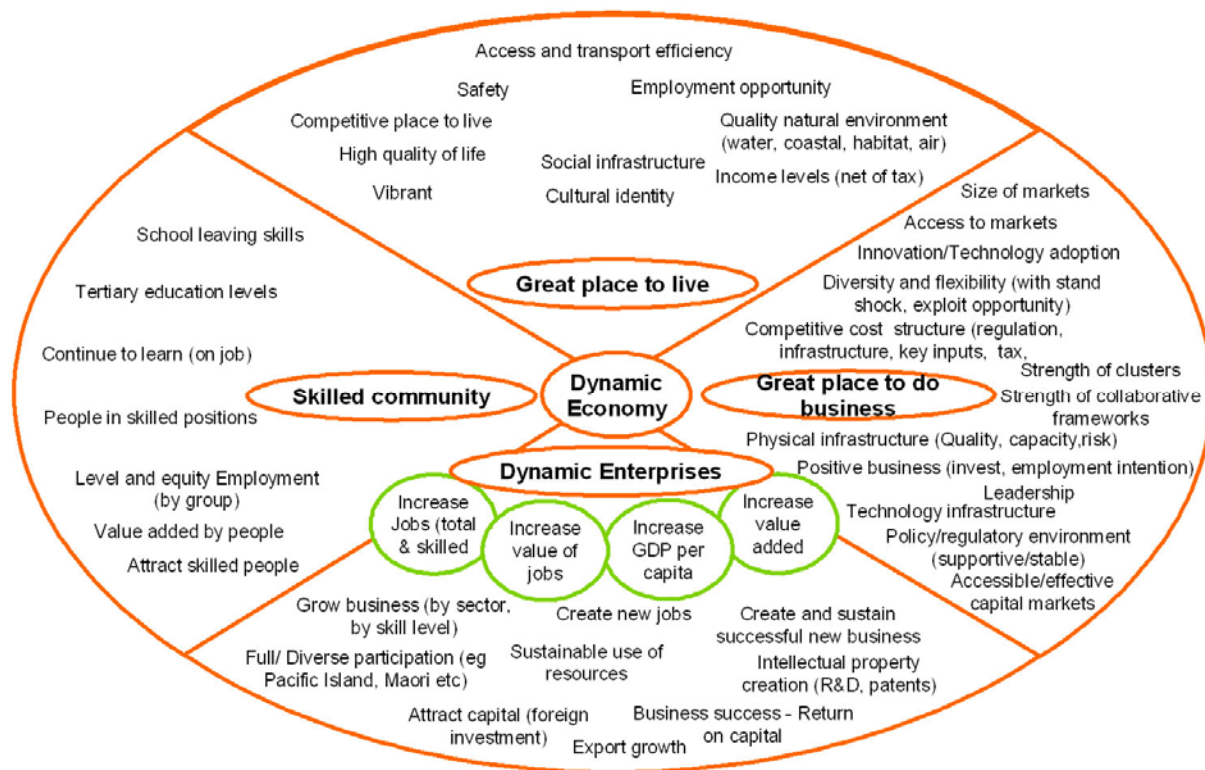 Access and transport efficiency
Safety
Employment opportunity
Competitive place to live
Quality natural environment
(water, coastal, habitat, air)
High quality of life
Social infrastructure
Income levels (net of tax)
Vibrant
Cultural identity
Great place to live
School leaving skills
Tertiary education levels
Continue to learn (on job)
People in skilled positions
Level and equity Employment
(by group)
Value added by people
Attract skilled people
Skilled community
Dynamic
Economy
Great place to do
business
Size of markets
Access to markets
Innovation/Technology adoption
Diversity and flexibility (with stand
shock, exploit opportunity)
Competitive cost structure (regulation,
infrastructure, key inputs, tax,
Strength of clusters
Strength of collaborative
frameworks
Physical infrastructure (Quality, capacity,risk)
Positive business (invest, employment intention)
Leadership
Technology infrastructure
Policy/regulatory environment
(supportive/stable)
Accessible/effective
capital markets
Dynamic Enterprises
Increase
Jobs (total
& skilled
Increase
value of
jobs
Increase
GDP per
capita
Increase
value
added
Grow business (by sector,
by skill level)
Create new jobs
Create and sustain
successful new business
Full/ Diverse participation (eg
Pacific Island, Maori etc)
Sustainable use of
resources
Intellectual property
creation (R&D, patents)
Attract capital (foreign
investment)
Export growth
Business success - Return
on capital